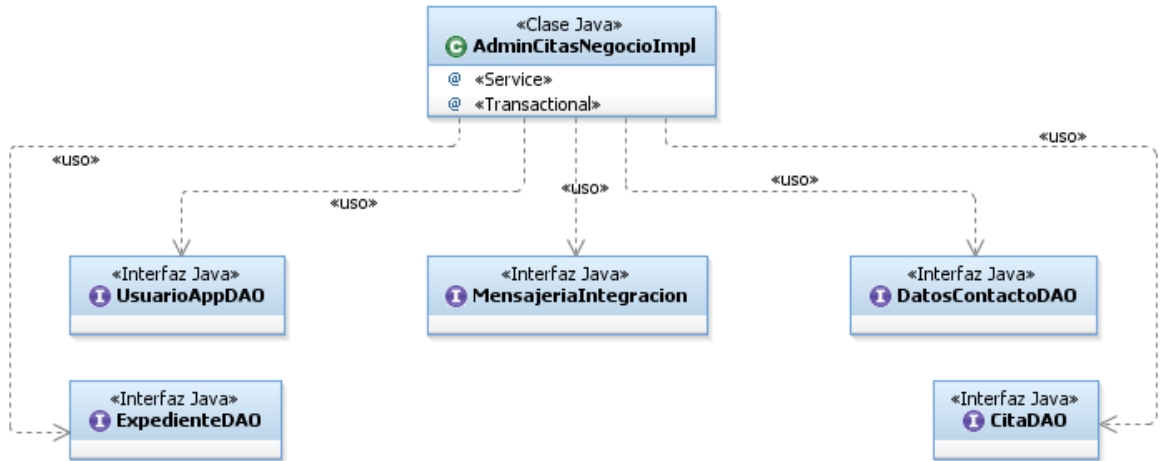 «Clase Java»
AdminCitasNegocioImpl
@ «Service»
@ «Transactional»
«uso»
«uso»
«uso»
«uso»
«uso»
«Interfaz Java»
UsuarioAppDAO
«Interfaz Java»
MensajeriaIntegracion
«Interfaz Java»
DatosContactoDAO
«Interfaz Java»
ExpedienteDAO
«Interfaz Java»
CitaDAO